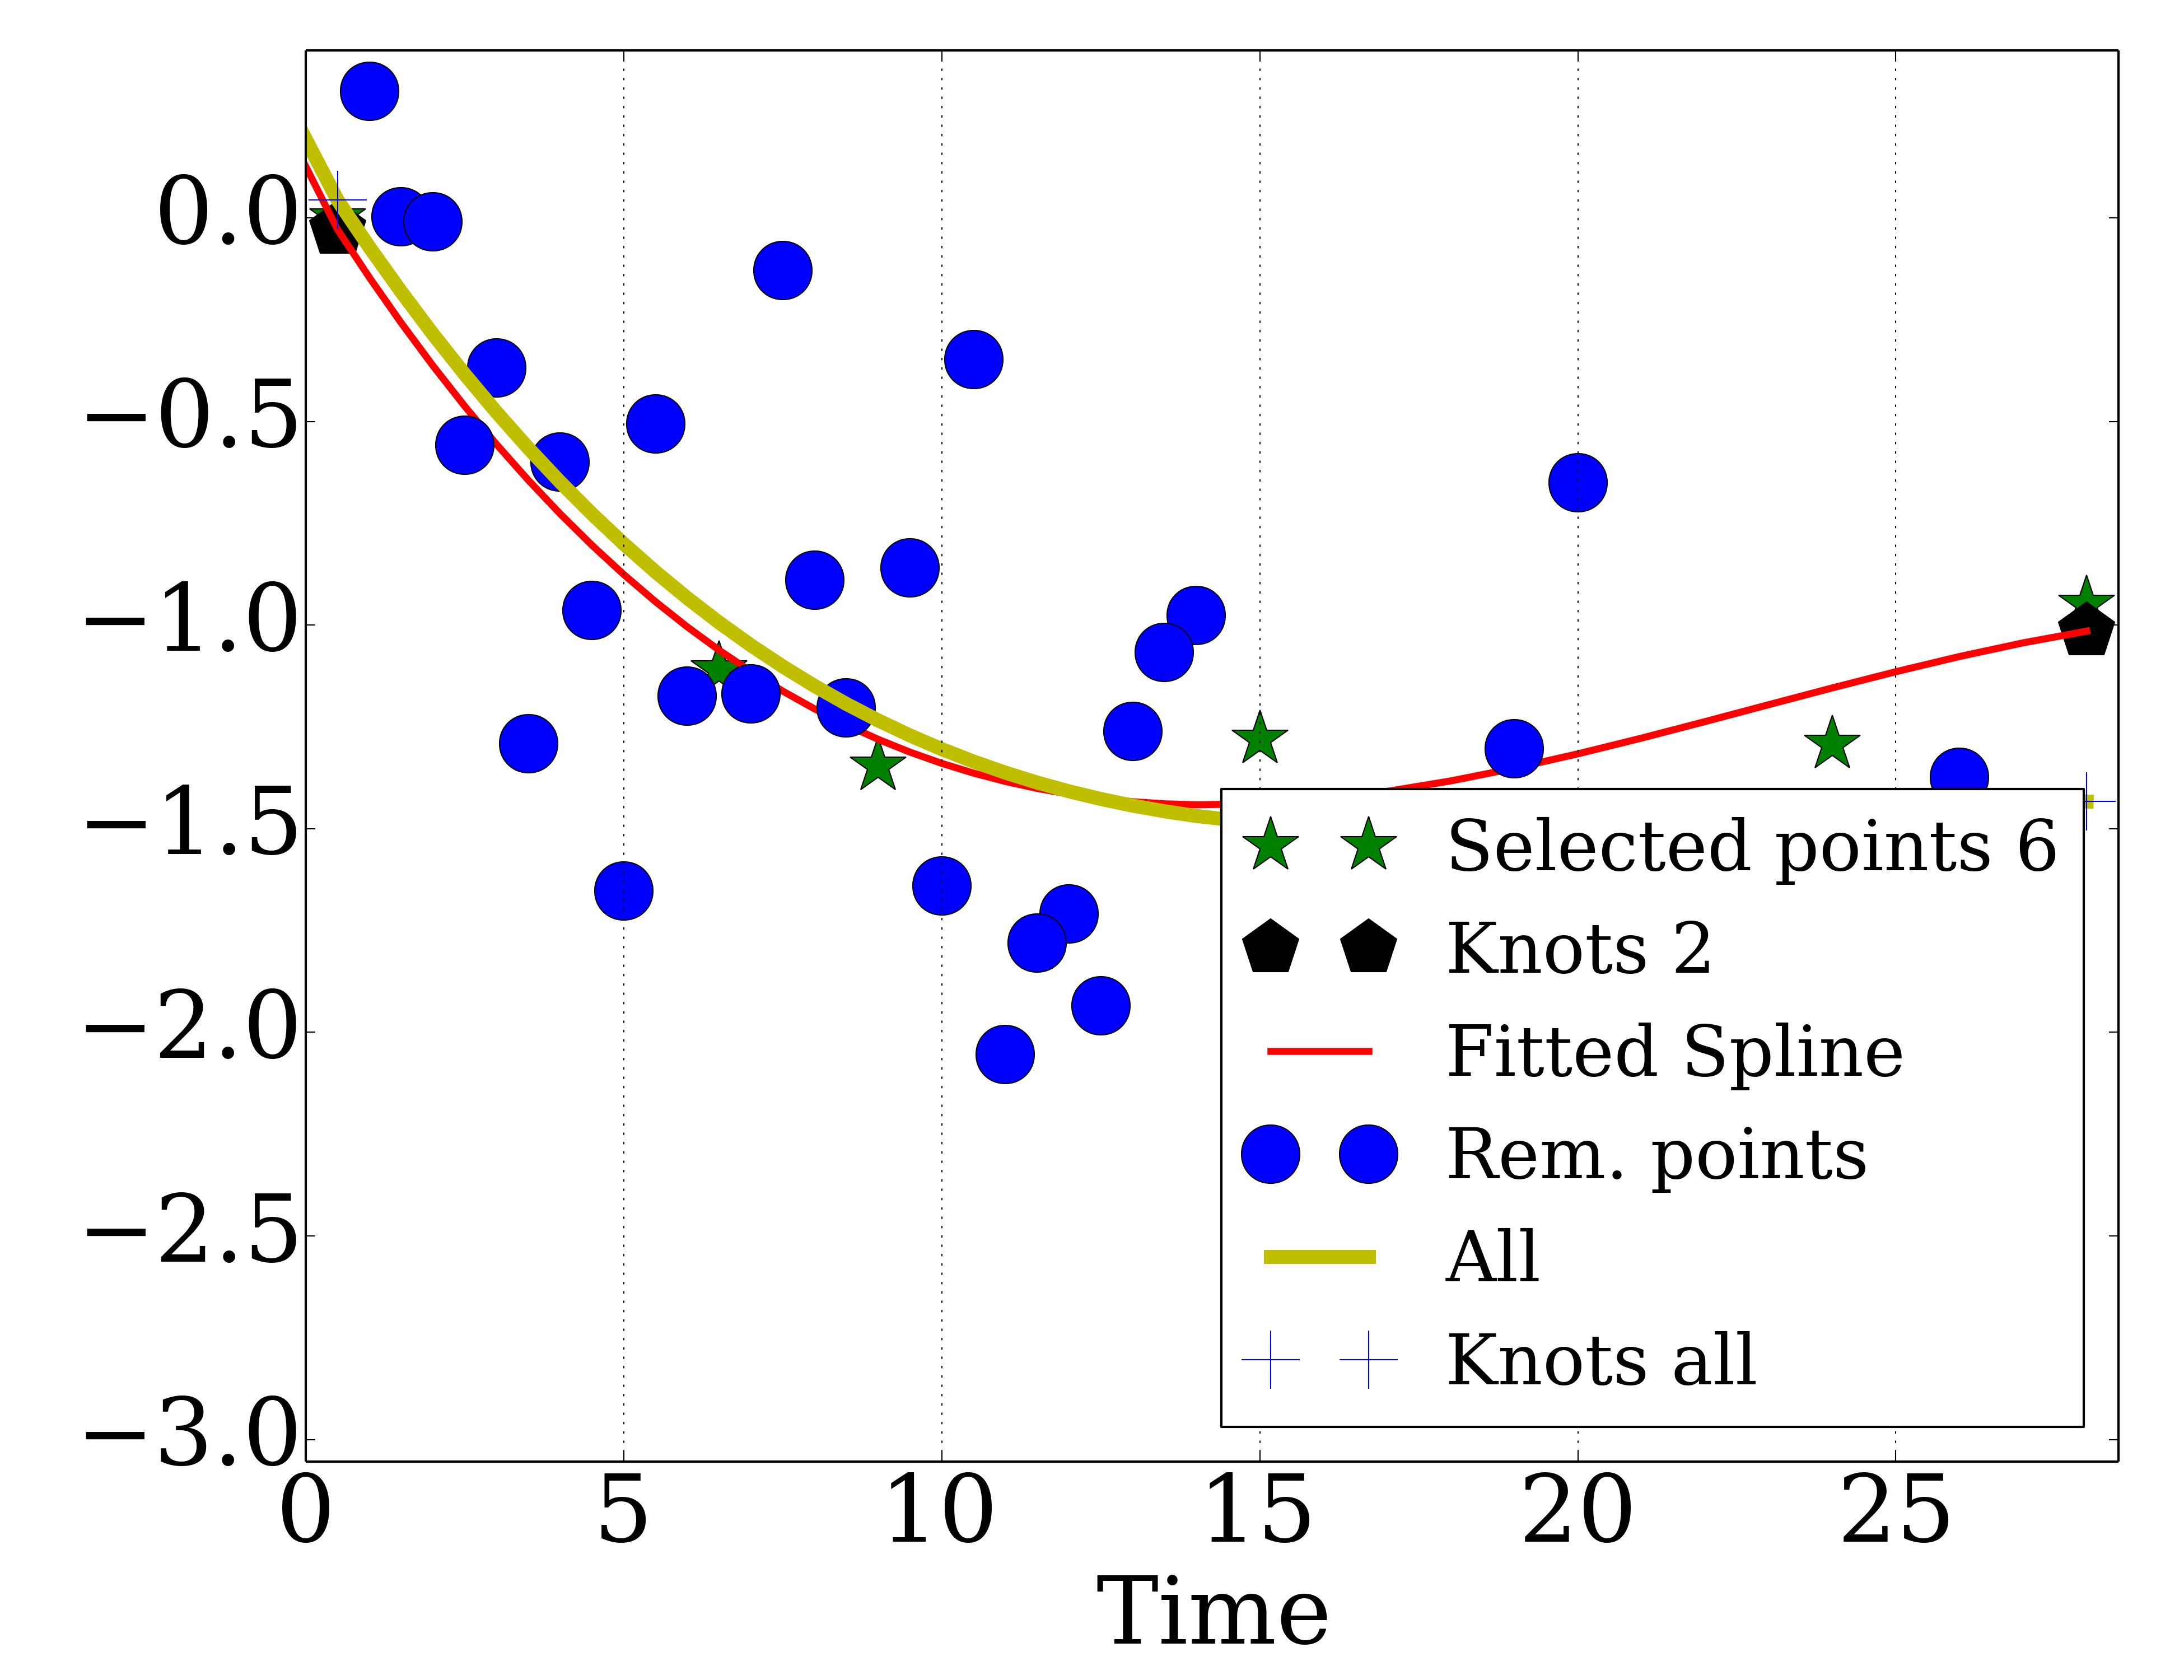 0.0
−0.5
−1.0
−1.5
−2.0
−2.5
−3.0
Selected points 6
Knots 2
Fitted Spline
Rem. points
All
Knots all
0 5 10 15 20 25
Time